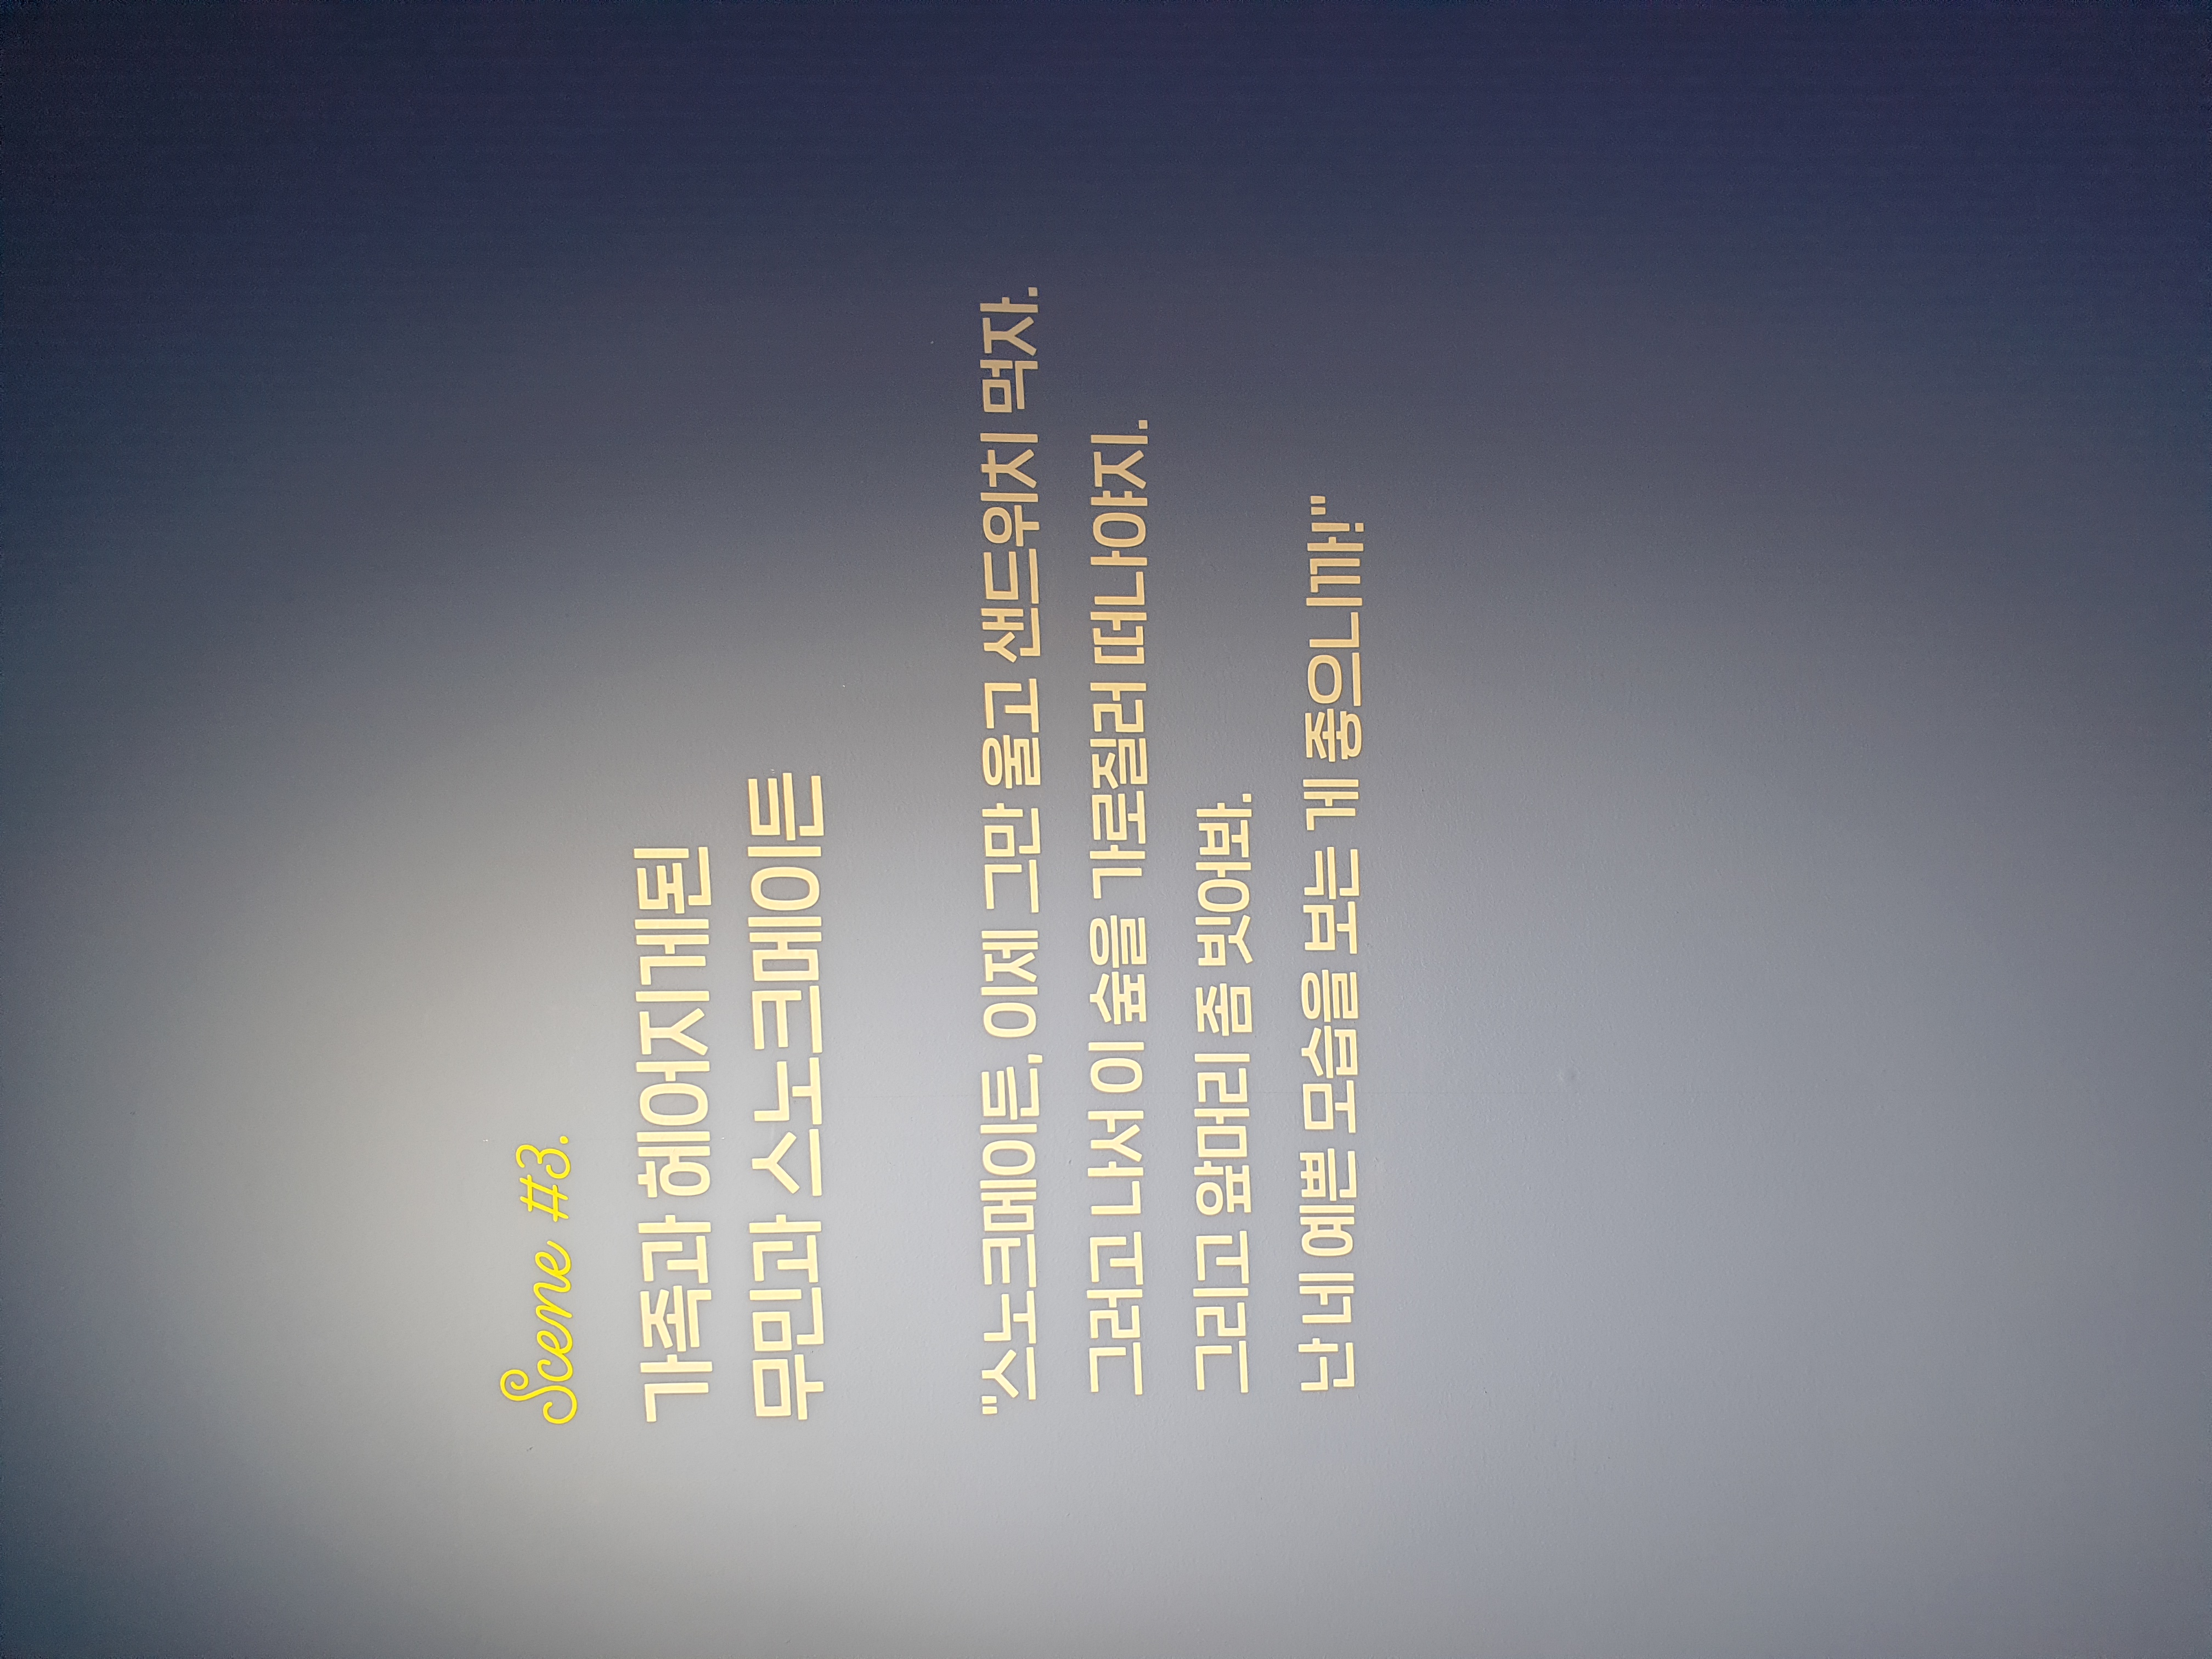 Scene #3.
가족과 헤어지게된
무민과 스노크메이든
"스노크메이든, 이제 그만 울고 샌드위치 먹자.
그러고 나서 이 숲을 가로질러 떠나야지.
그리고 앞머리 좀 빗어봐.
난 네 예쁜 모습을 보는 게 좋으니까!"